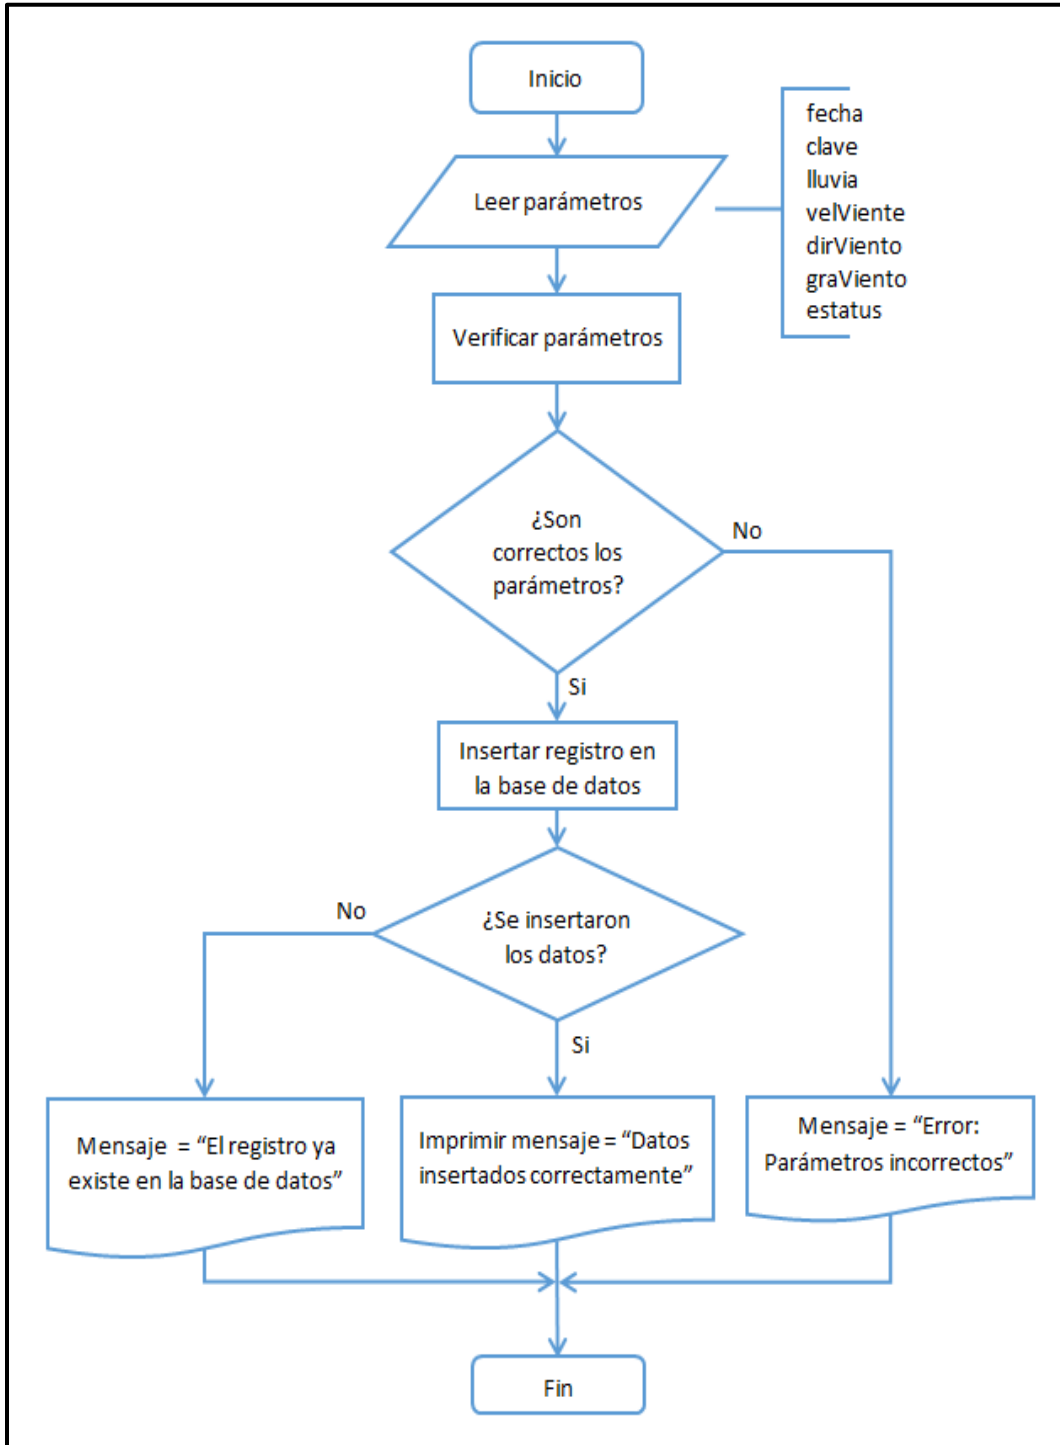 Inicio
fecha
clave
lluvia
velViente
dirViento
graViento
estatus
Leer parámetros
Verificar parámetros
¿Son
correctos los
parámetros?
No
Si
Insertar registro en
la base de datos
No
¿Se insertaron
los datos?
Si
Mensaje = “El registro ya
existe en la base de datos”
Imprimir mensaje = “Datos
insertados correctamente”
Mensaje = “Error:
Parámetros incorrectos”
Fin